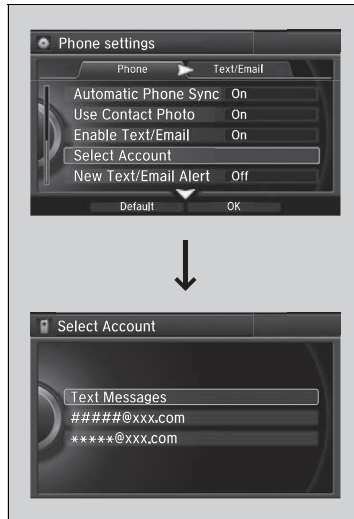 Phone settings
Phone Text/Email
Automatic Phone Sync On
Use Contact Photo On
Enable Text/Email On
Select Account
New Text/Email Alert Off
Default OK
Select Account
Text Messages
#####@xxx.com
*****@xxx.com